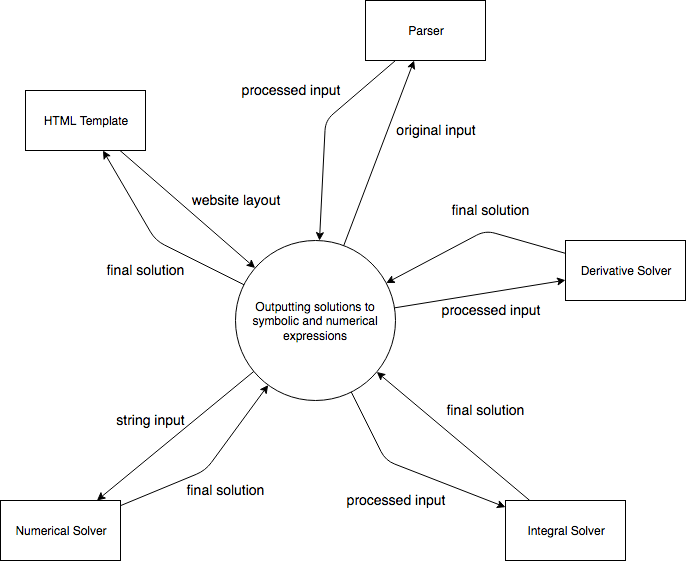 Parser
processed input
original input
HTML Template
website layout
final solution
final solution
Derivative Solver
processed input
Outputting solutions to
symbolic and numerical
expressions
string input
final solution
final solution
processed input
Numerical Solver
Integral Solver